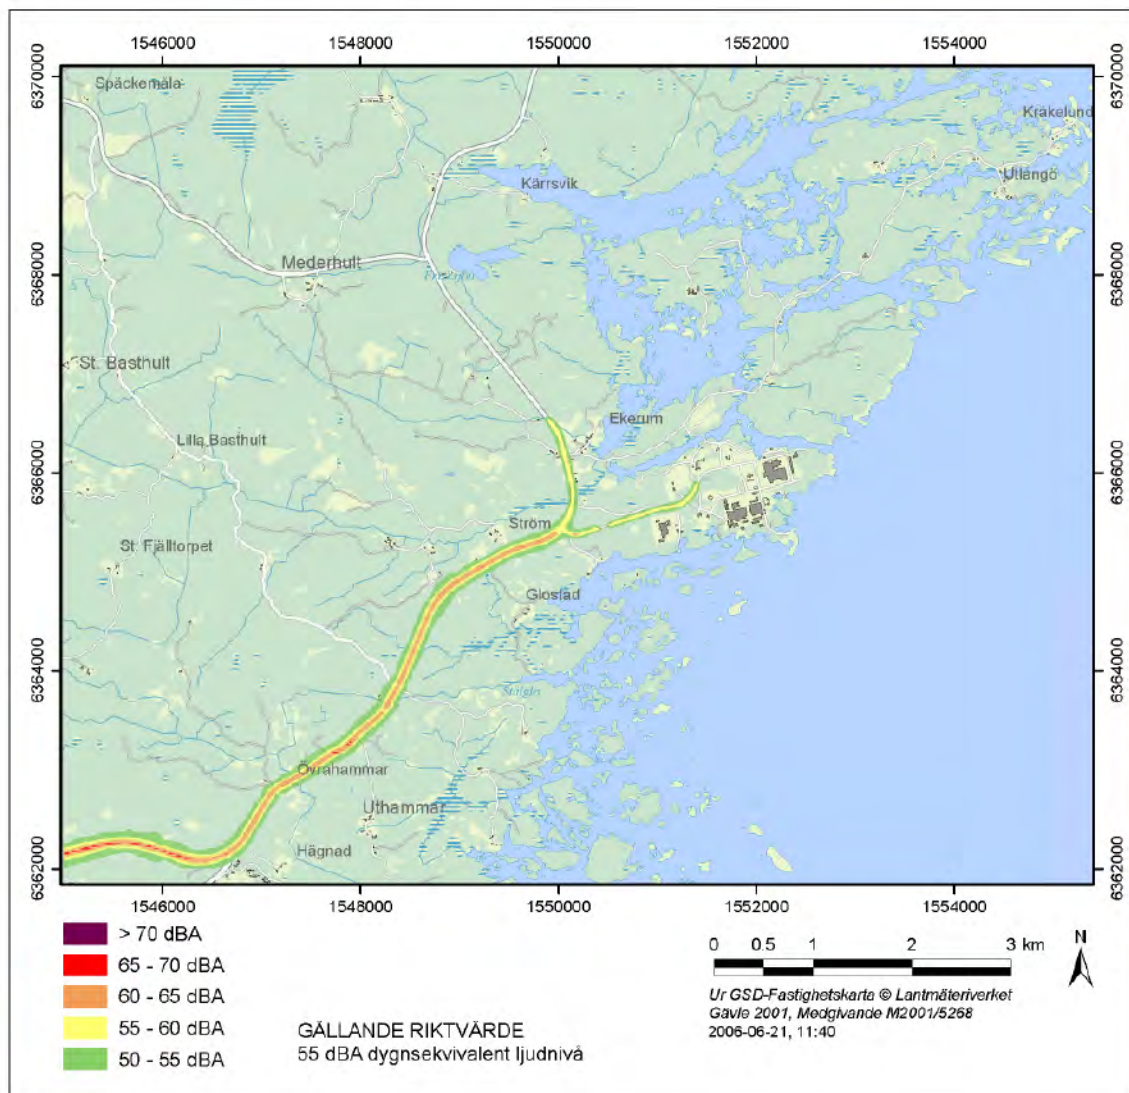 1546000 1548000 1550000 1552000 1554000
6370000 6370000
Späckemåla
Kråkelund
Kärrsvik
Utlångö
Mederhult
6368000 6368000
St. Basthult
Ekerum
Lilla Basthult
6366000 6366000
Ström
St. Fjälltorpet
Glostad
6364000 6364000
Övrahammar
Uthammar
Hägnad
6362000 6362000
1546000 1548000 1550000 1552000 1554000
> 70 dBA
65 - 70 dBA
60 - 65 dBA
55 - 60 dBA
50 - 55 dBA
GÄLLANDE RIKTVÄRDE
55 dBA dygnsekvivalent ljudnivå
0 0.5 1 2 3 km
N
Ur GSD-Fastighetskarta © Lantmäteriverket
Gävle 2001, Medgivande M2001/5268
2006-06-21, 11:40